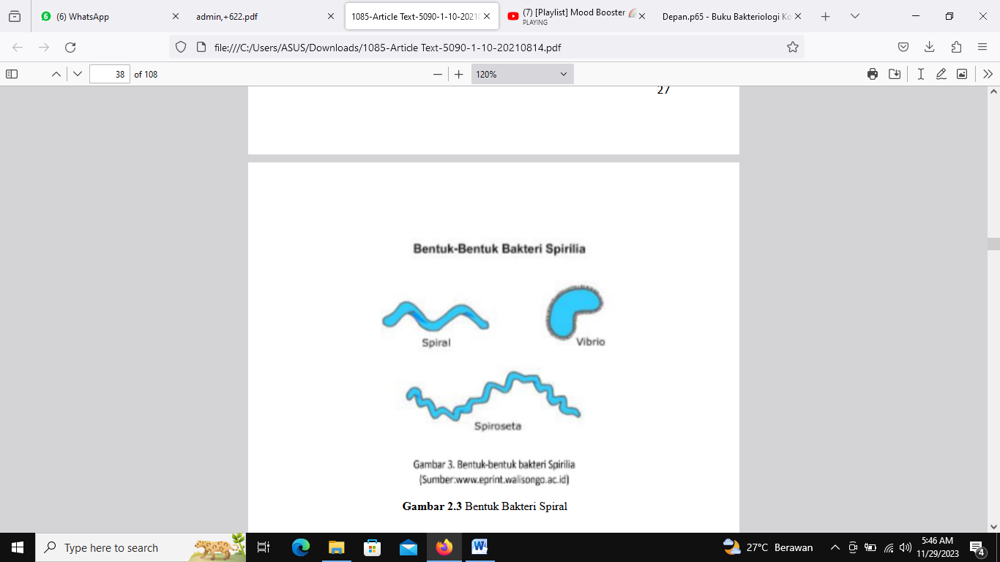 (6) WhatsApp
admin,+622.pdf
1085-Article Text-5090-1-10-2021
(7) [Playlist] Mood Booster
PLAYING
Depan.p65 - Buku Bakteriologi Ko
file:///C:/Users/ASUS/Downloads/1085-Article Text-5090-1-10-20210814.pdf
38 of 108
120%
27
Bentuk-Bentuk Bakteri Spirilia
Spiral
Vibrio
Spiroseta
Gambar 3. Bentuk-bentuk bakteri Spirilia
(Sumber:www.eprint.walisongo.ac.id)
Gambar 2.3 Bentuk Bakteri Spiral
Type here to search
27°C Berawan
5:46 AM
11/29/2023
4